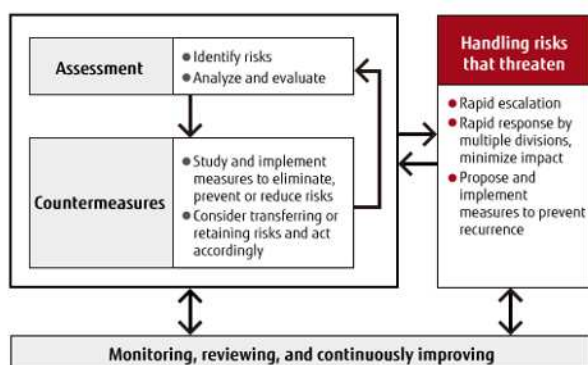 Assessment
● Identify risks
● Analyze and evaluate
Countermeasures
● Study and implement
measures to eliminate,
prevent or reduce risks
● Consider transferring or
retaining risks and act
accordingly
Handling risks
that threaten
● Rapid escalation
● Rapid response by
multiple divisions,
minimize impact
● Propose and
implement
measures to prevent
recurrence
Monitoring, reviewing, and continuously improving